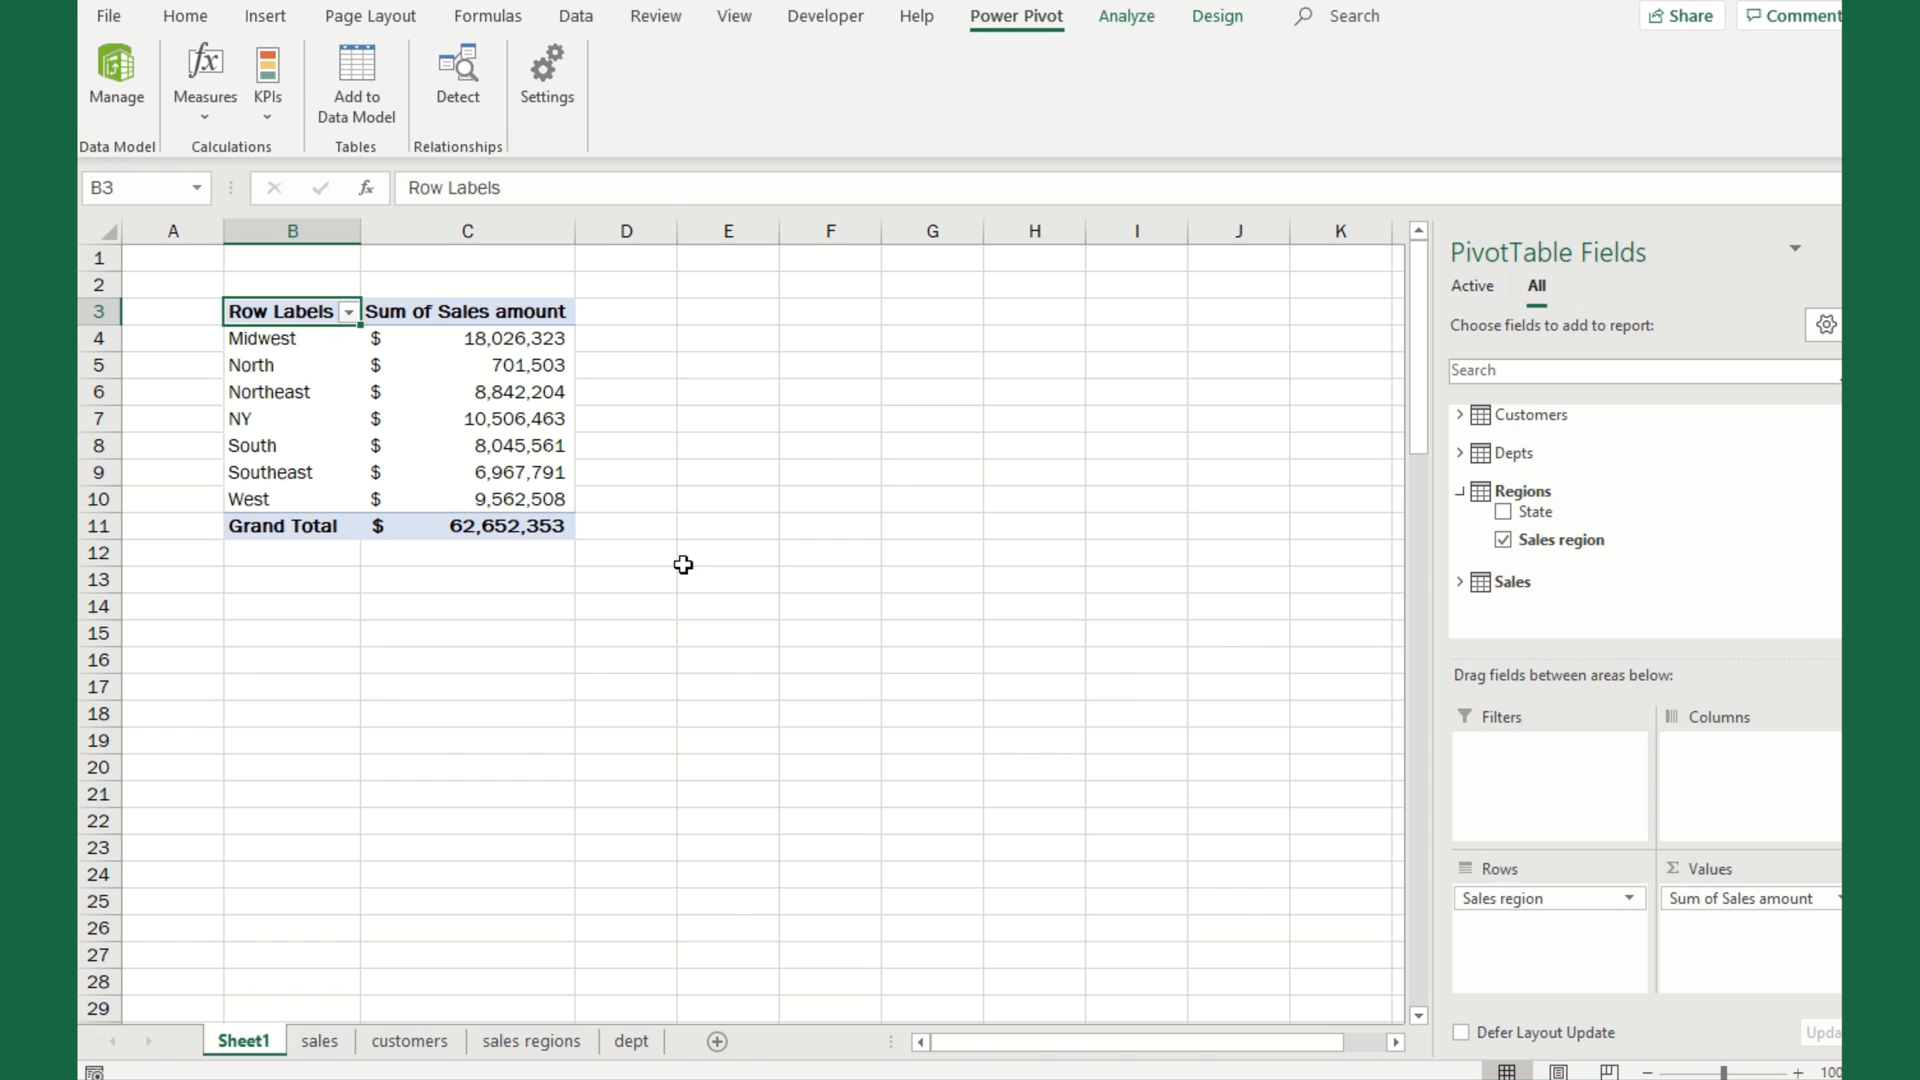 File Home Insert Page Layout Formulas Data Review View Developer Help Power Pivot Analyze Design Search Share Comment
Manage Measures KPIs Add to Data Model Detect Settings
Data Model Calculations Tables Relationships
B3 fx Row Labels
A B C D E F G H I J K
1
2
3 Row Labels Sum of Sales amount
4 Midwest $ 18,026,323
5 North $ 701,503
6 Northeast $ 8,842,204
7 NY $ 10,506,463
8 South $ 8,045,561
9 Southeast $ 6,967,791
10 West $ 9,562,508
11 Grand Total $ 62,652,353
12
13
14
15
16
17
18
19
20
21
22
23
24
25
26
27
28
29
PivotTable Fields
Active All
Choose fields to add to report:
Search
Customers
Depts
Regions
State
Sales region
Sales
Drag fields between areas below:
Filters Columns
Rows Values
Sales region Sum of Sales amount
Defer Layout Update Upda
Sheet1 sales customers sales regions dept
100